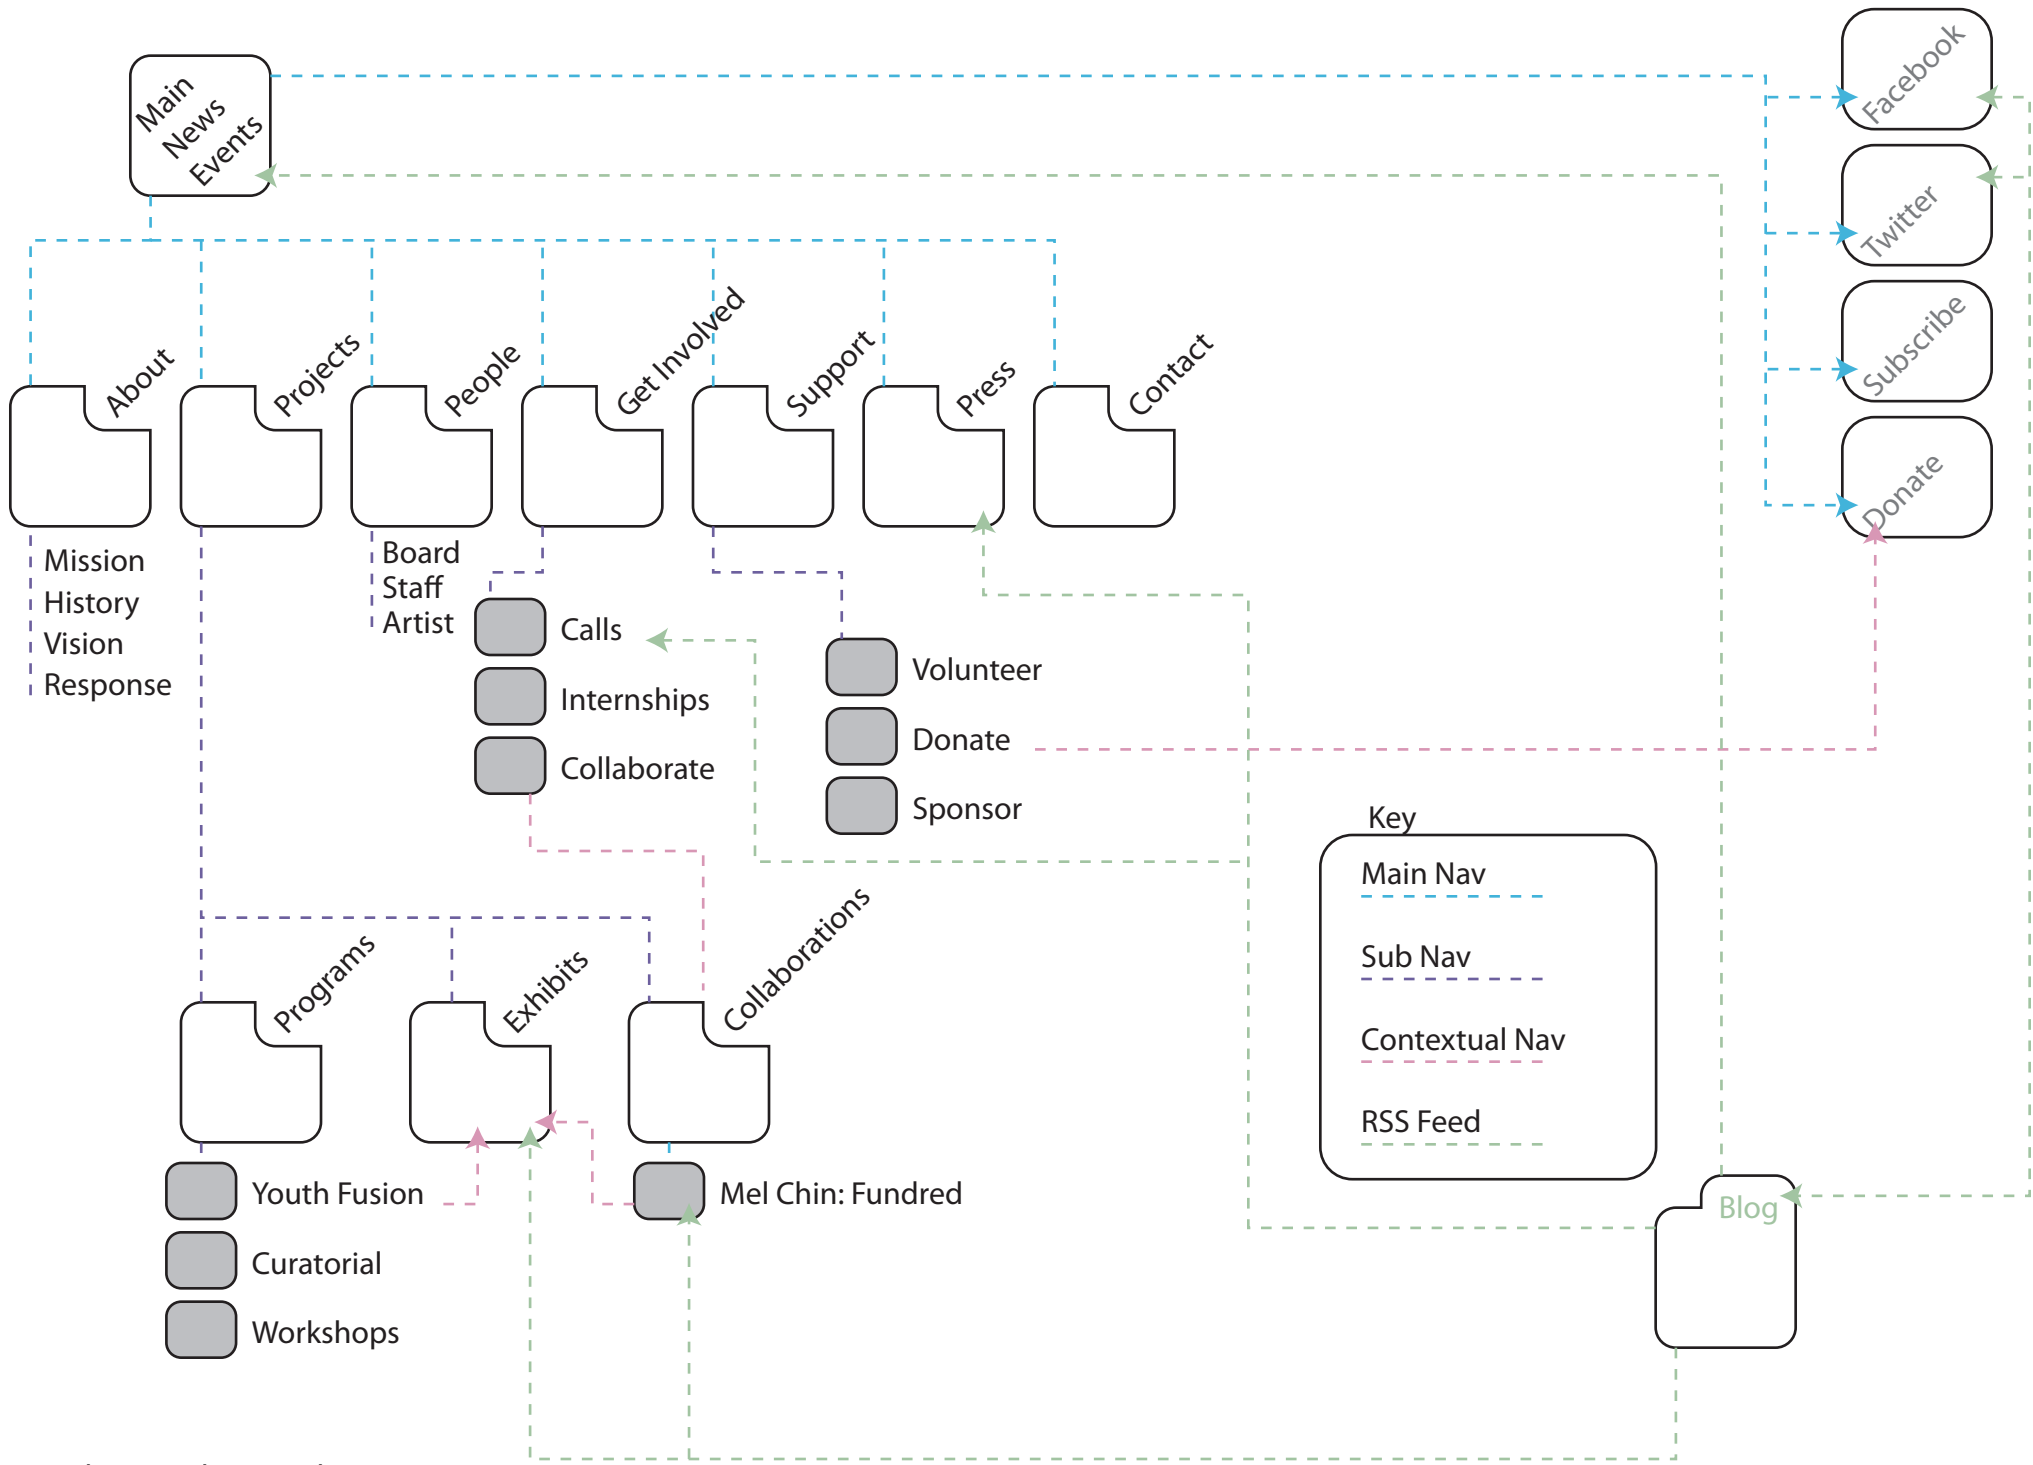 Main
News
Events
Facebook
Twitter
Subscribe
Donate
About
Projects
People
Get Involved
Support
Press
Contact
Mission
History
Vision
Response
Board
Staff
Artist
Calls
Internships
Collaborate
Volunteer
Donate
Sponsor
Key
Main Nav
Sub Nav
Contextual Nav
RSS Feed
Programs
Exhibits
Collaborations
Youth Fusion
Curatorial
Workshops
Mel Chin: Fundred
Blog